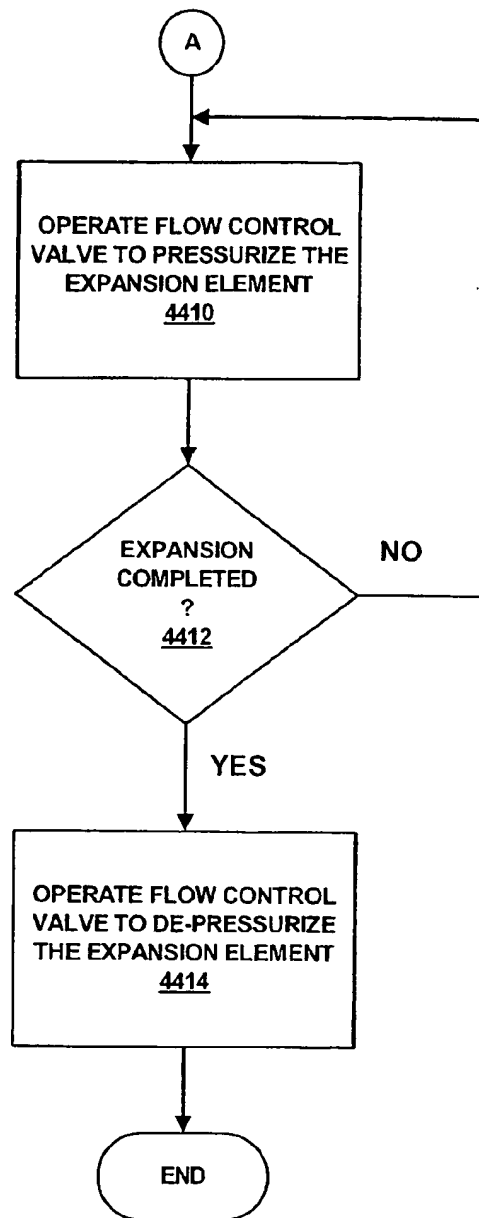 A
OPERATE FLOW CONTROL
VALVE TO PRESSURIZE THE
EXPANSION ELEMENT
4410
EXPANSION
COMPLETED
?
4412
NO
YES
OPERATE FLOW CONTROL
VALVE TO DE-PRESSURIZE
THE EXPANSION ELEMENT
4414
END